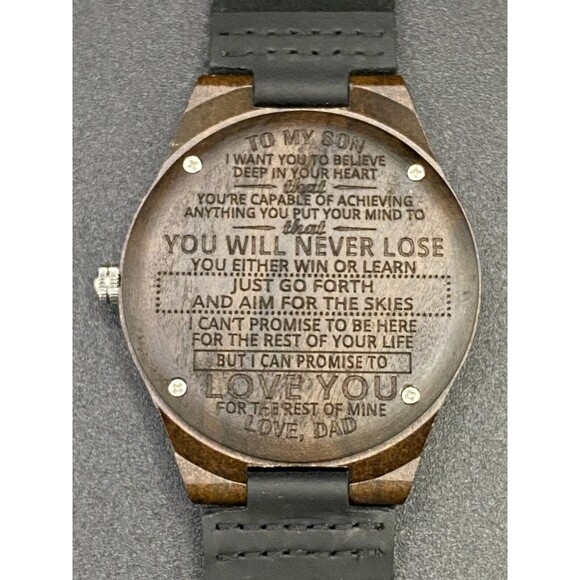 TO MY SON
I WANT YOU TO BELIEVE
DEEP IN YOUR HEART
that
YOU'RE CAPABLE OF ACHIEVING
ANYTHING YOU PUT YOUR MIND TO
that
YOU WILL NEVER LOSE
YOU EITHER WIN OR LEARN
JUST GO FORTH
AND AIM FOR THE SKIES
I CAN'T PROMISE TO BE HERE
FOR THE REST OF YOUR LIFE
BUT I CAN PROMISE TO
LOVE YOU
FOR THE REST OF MINE
LOVE, DAD